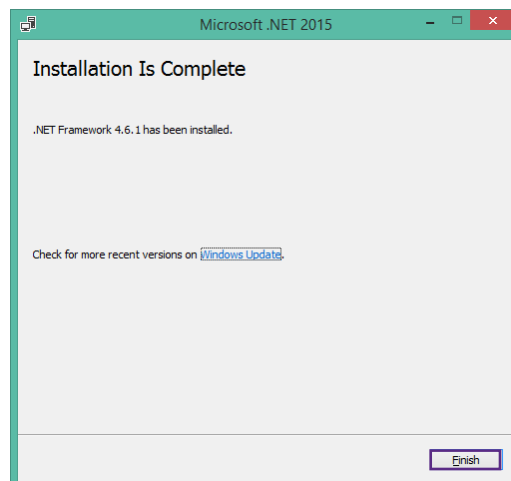 Microsoft .NET 2015
Installation Is Complete
.NET Framework 4.6.1 has been installed.
Check for more recent versions on Windows Update.
Finish